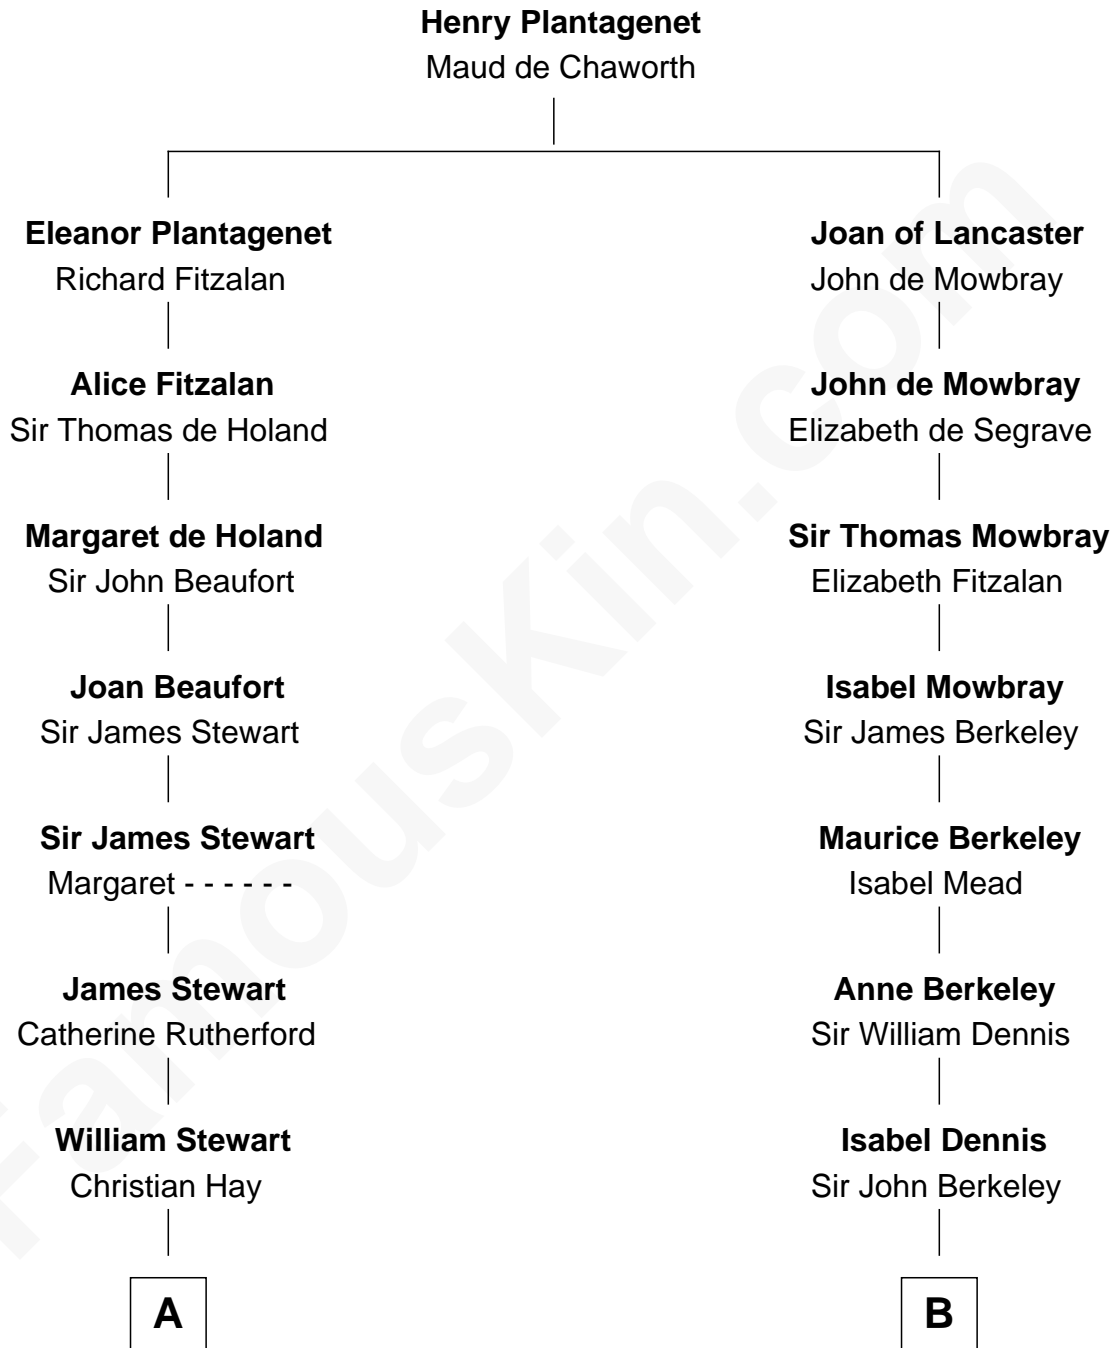 Henry Plantagenet
Maud de Chaworth
Eleanor Plantagenet
Richard Fitzalan
Joan of Lancaster
John de Mowbray
Alice Fitzalan
Sir Thomas de Holand
John de Mowbray
Elizabeth de Segrave
Margaret de Holand
Sir John Beaufort
Sir Thomas Mowbray
Elizabeth Fitzalan
Joan Beaufort
Sir James Stewart
Isabel Mowbray
Sir James Berkeley
Sir James Stewart
Margaret - - - - - -
Maurice Berkeley
Isabel Mead
James Stewart
Catherine Rutherford
Anne Berkeley
Sir William Dennis
William Stewart
Christian Hay
Isabel Dennis
Sir John Berkeley
A
B
FamousKin.com